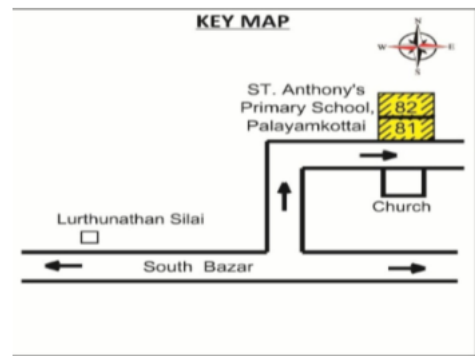 KEY MAP
N
W
E
S
ST. Anthony's
Primary School,
Palayamkottai
82
81
Church
Lurthunathan Silai
South Bazar